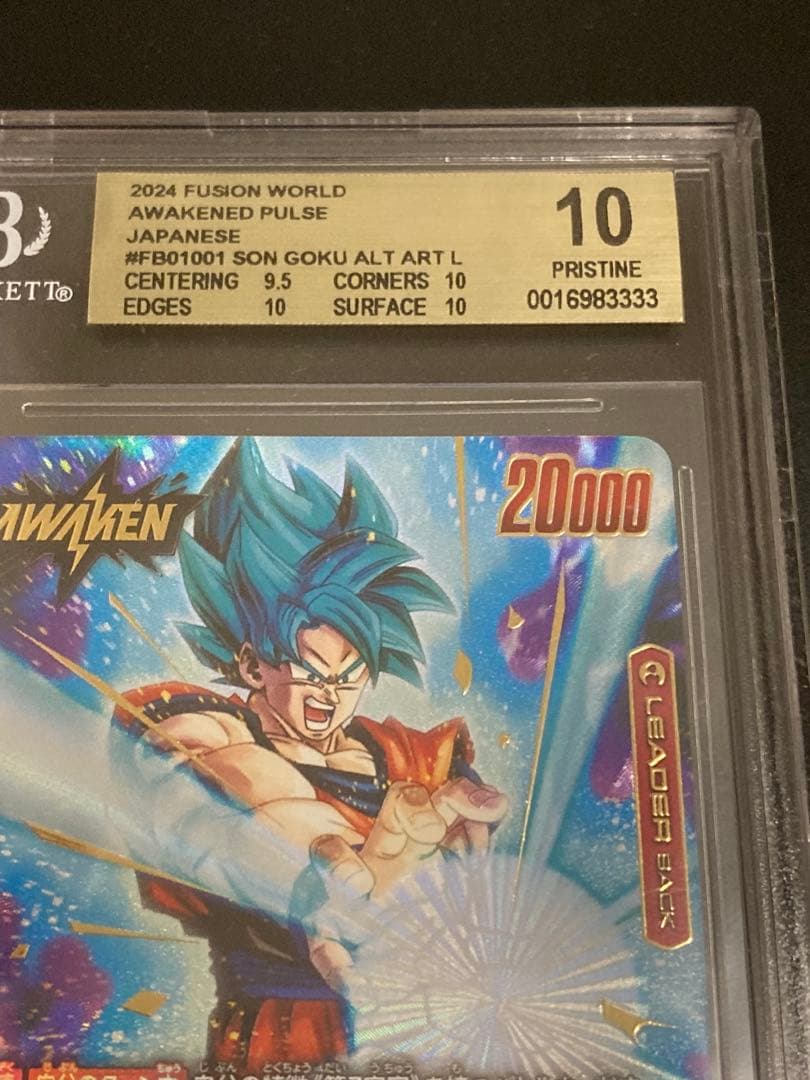 2024 FUSION WORLD
AWAKENED PULSE
JAPANESE
#FB01001 SON GOKU ALT ART L
CENTERING 9.5 CORNERS 10
EDGES 10 SURFACE 10
10
PRISTINE
0016983333
AWAKEN
20000
LEADER BACK